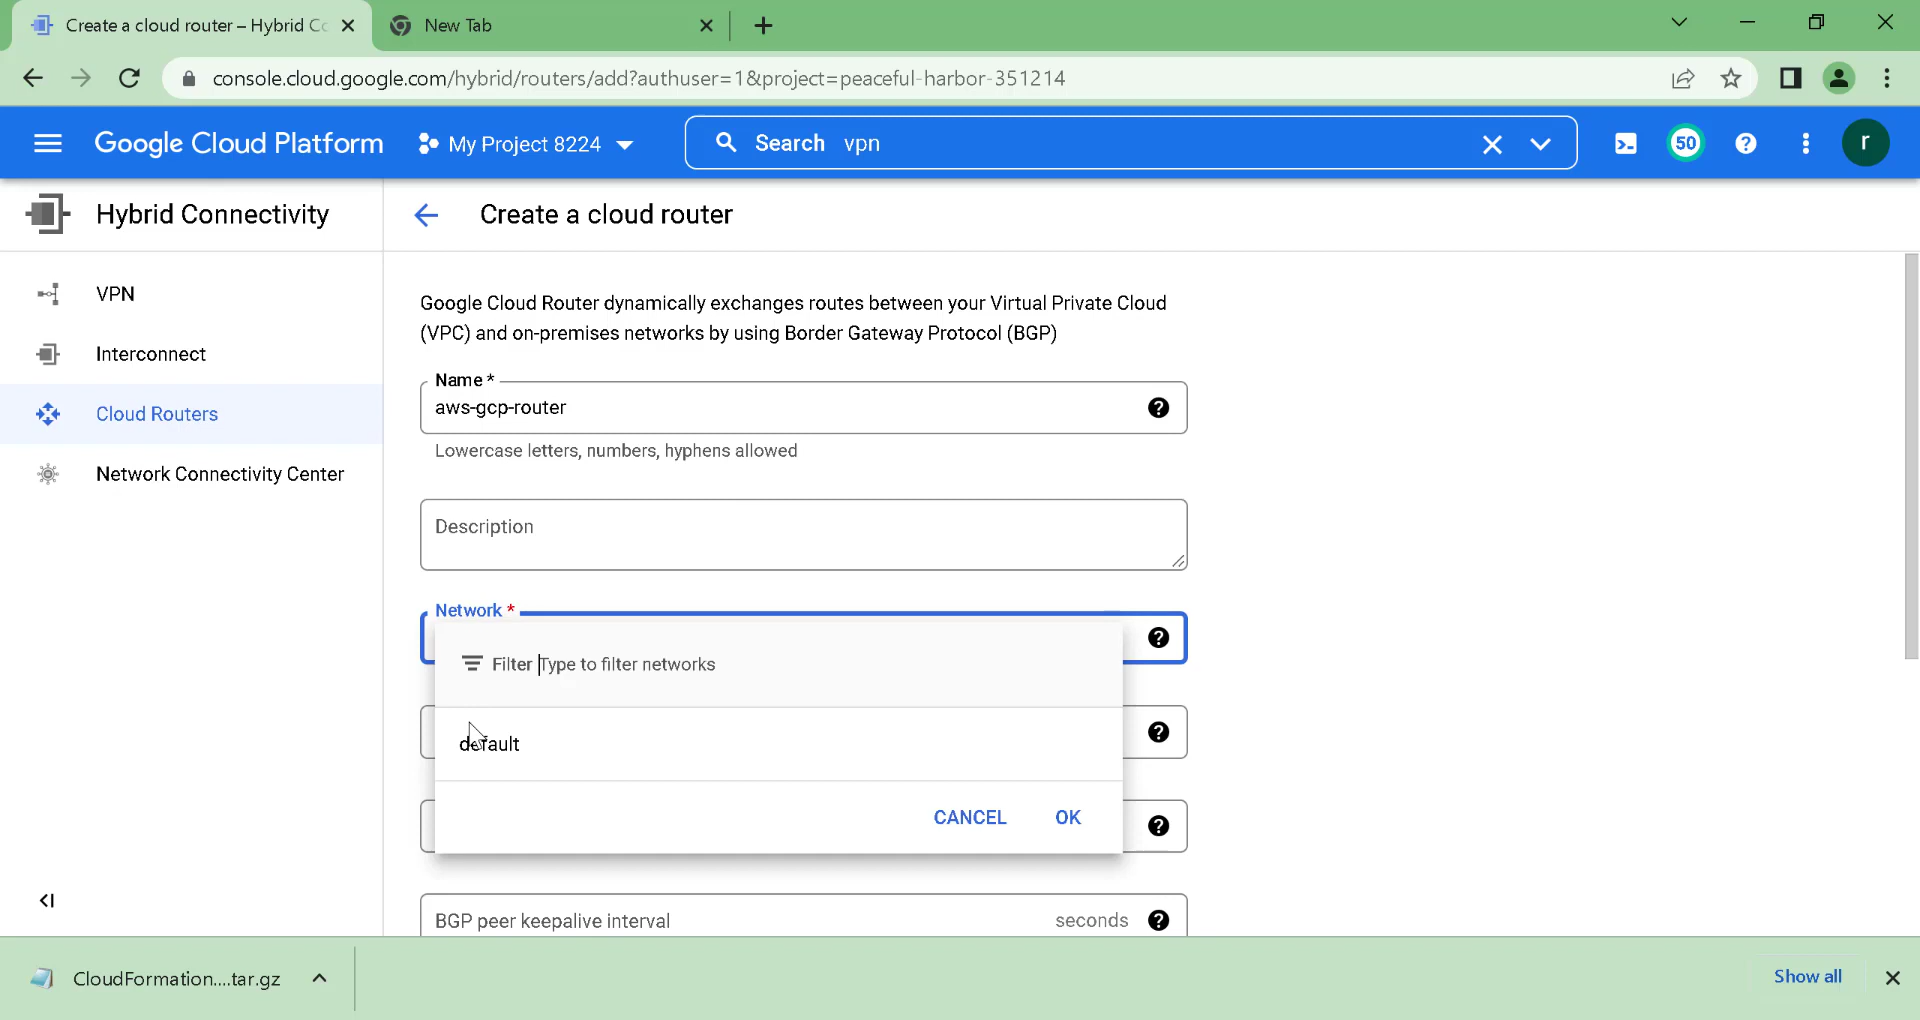 Create a cloud router – Hybrid Co
New Tab
console.cloud.google.com/hybrid/routers/add?authuser=1&project=peaceful-harbor-351214
Google Cloud Platform
My Project 8224
Search vpn
50
r
Hybrid Connectivity
Create a cloud router
VPN
Interconnect
Cloud Routers
Network Connectivity Center
Google Cloud Router dynamically exchanges routes between your Virtual Private Cloud
(VPC) and on-premises networks by using Border Gateway Protocol (BGP)
Name *
aws-gcp-router
Lowercase letters, numbers, hyphens allowed
Description
Network *
Filter Type to filter networks
default
CANCEL OK
BGP peer keepalive interval seconds
CloudFormation....tar.gz
Show all